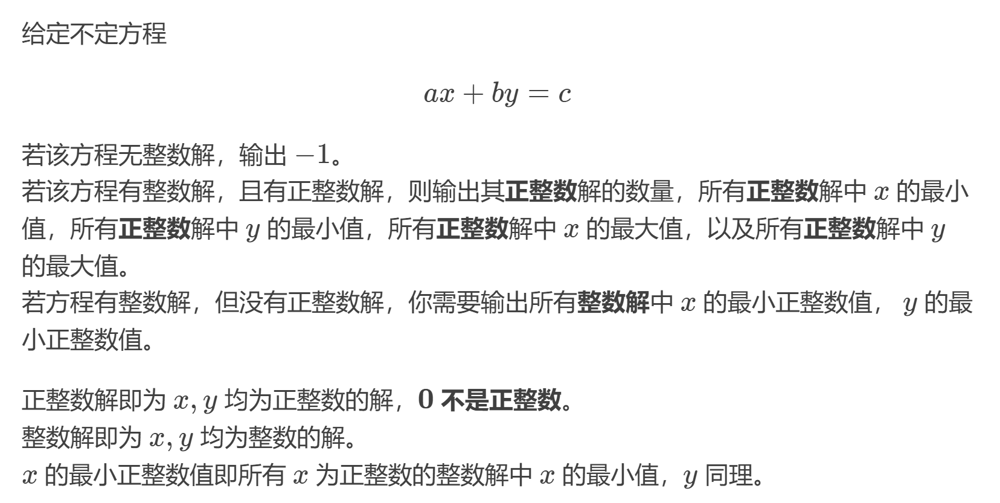 给定不定方程
ax + by = c
若该方程无整数解，输出 −1。
若该方程有整数解，且有正整数解，则输出其正整数解的数量，所有正整数解中 x 的最小
值，所有正整数解中 y 的最小值，所有正整数解中 x 的最大值，以及所有正整数解中 y
的最大值。
若方程有整数解，但没有正整数解，你需要输出所有整数解中 x 的最小正整数值， y 的最
小正整数值。
正整数解即为 x, y 均为正整数的解，0 不是正整数。
整数解即为 x, y 均为整数的解。
x 的最小正整数值即所有 x 为正整数的整数解中 x 的最小值，y 同理。